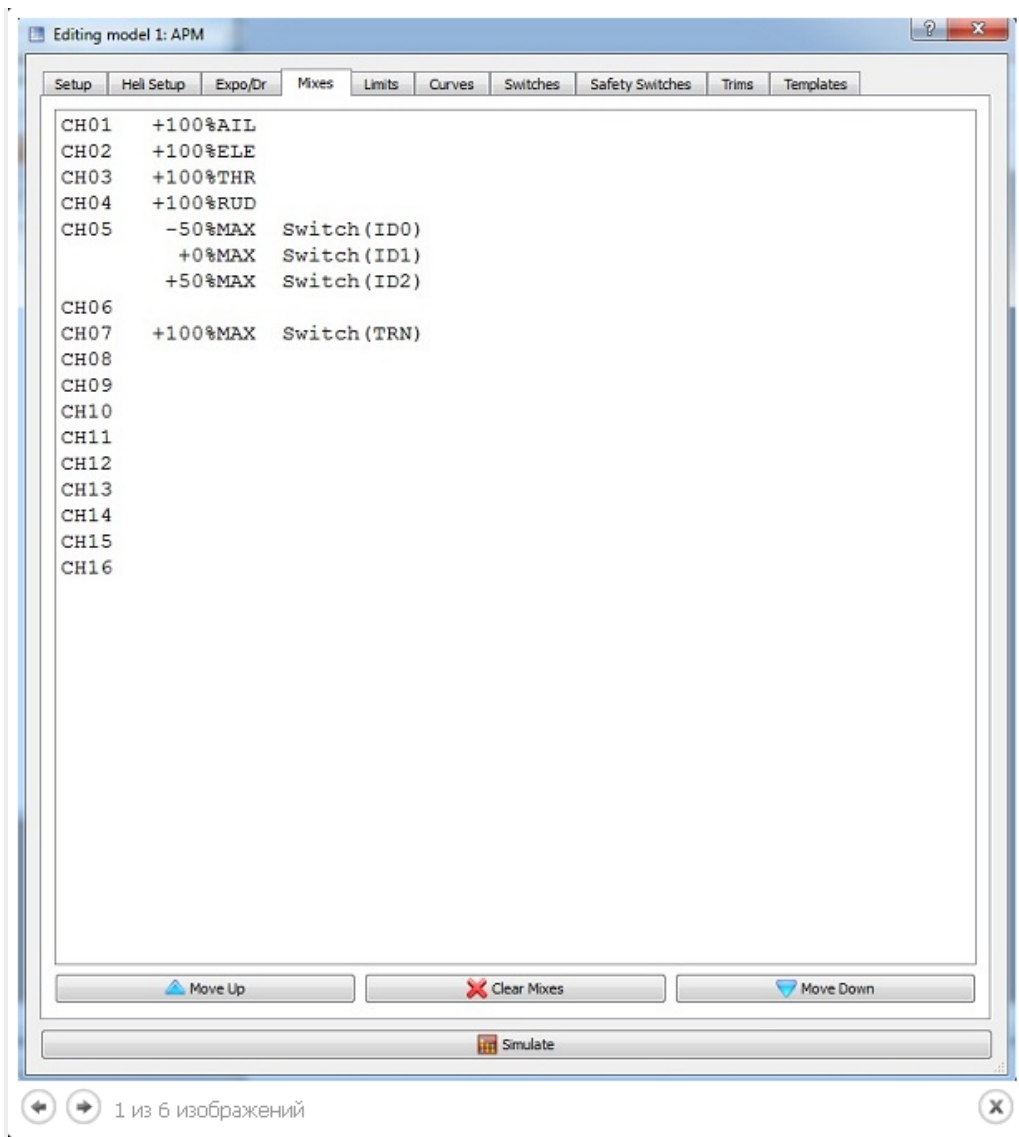 Editing model 1: APM
Setup Heli Setup Expo/Dr Mixes Limits Curves Switches Safety Switches Trims Templates
CH01 +100%AIL
CH02 +100%ELE
CH03 +100%THR
CH04 +100%RUD
CH05 -50%MAX Switch(ID0)
+0%MAX Switch(ID1)
+50%MAX Switch(ID2)
CH06
CH07 +100%MAX Switch(TRN)
CH08
CH09
CH10
CH11
CH12
CH13
CH14
CH15
CH16
Move Up Clear Mixes Move Down
Simulate
1 из 6 изображений